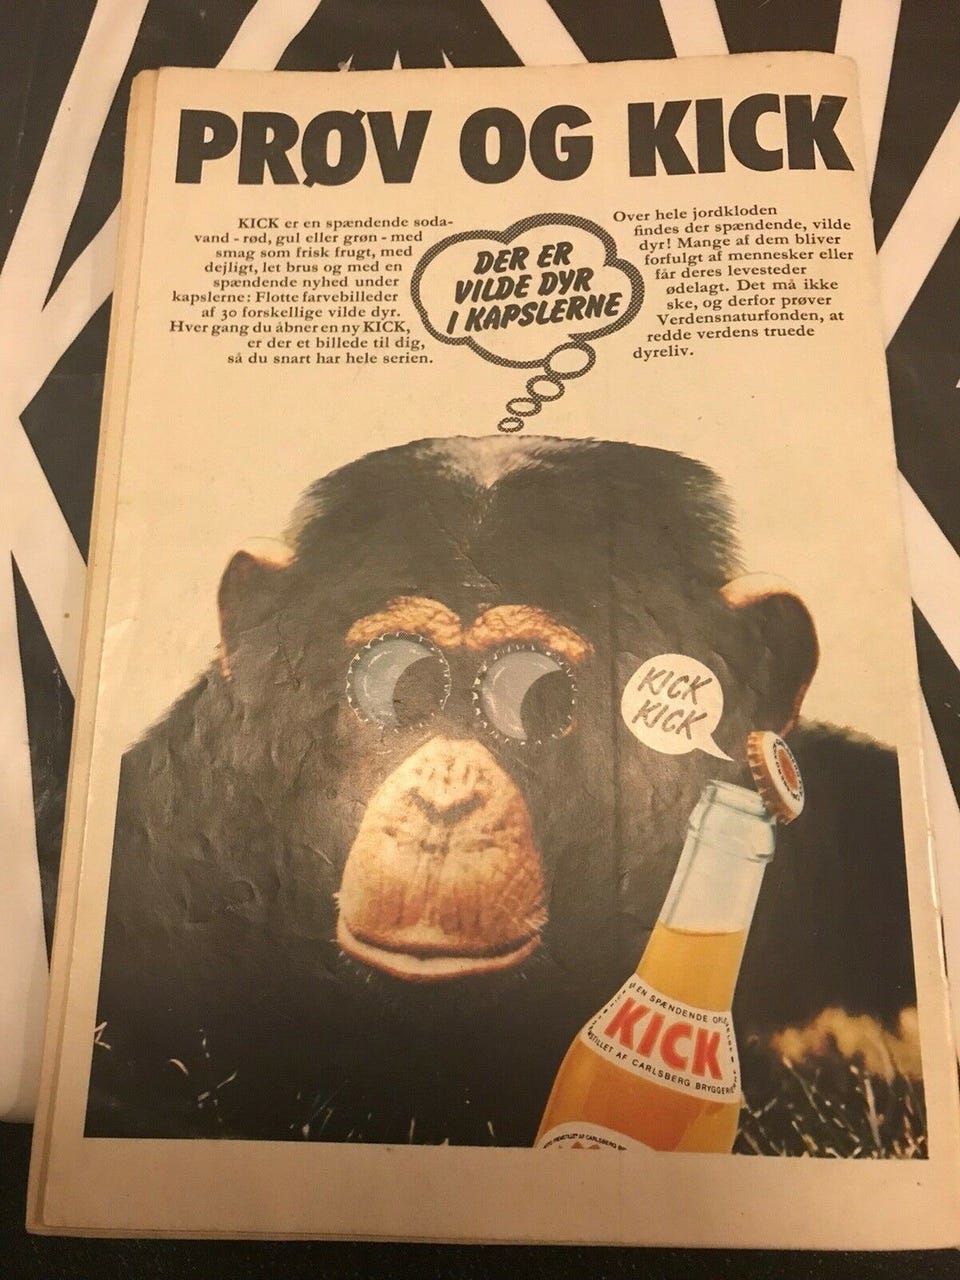 PRØV OG KICK
KICK er en spændende soda-
vand - rød, gul eller grøn - med
smag som frisk frugt, med
dejligt, let brus og med en
spændende nyhed under
kapslerne: Flotte farvebilleder
af 30 forskellige vilde dyr.
Hver gang du åbner en ny KICK,
er der et billede til dig,
så du snart har hele serien.
DER ER
VILDE DYR
I KAPSLERNE
Over hele jordkloden
findes der spændende, vilde
dyr! Mange af dem bliver
forfulgt af mennesker eller
får deres levesteder
ødelagt. Det må ikke
ske, og derfor prøver
Verdensnaturfonden, at
redde verdens truede
dyreliv.
KICK
KICK
EN SPÆNDENDE
KICK
AF CARLSBERG
AF CARLSBERG